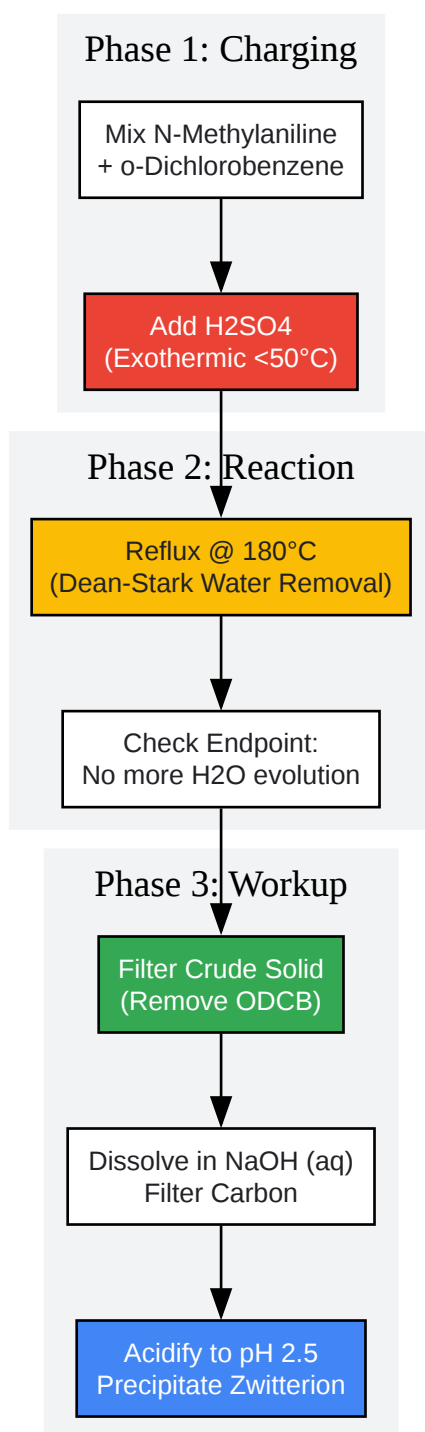 Phase 1: Charging
Mix N-Methylaniline
+ o-Dichlorobenzene
Add H2SO4
(Exothermic <50°C)
Phase 2: Reaction
Reflux @ 180°C
(Dean-Stark Water Removal)
Check Endpoint:
No more H2O evolution
Phase 3: Workup
Filter Crude Solid
(Remove ODCB)
Dissolve in NaOH (aq)
Filter Carbon
Acidify to pH 2.5
Precipitate Zwitterion